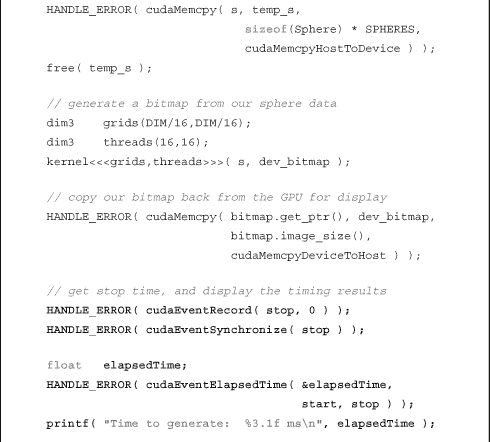 HANDLE_ERROR( cudaMemcpy( s, temp_s,
sizeof(Sphere) * SPHERES,
cudaMemcpyHostToDevice ) );
free( temp_s );
// generate a bitmap from our sphere data
dim3    grids(DIM/16,DIM/16);
dim3    threads(16,16);
kernel<<<grids,threads>>>( s, dev_bitmap );
// copy our bitmap back from the GPU for display
HANDLE_ERROR( cudaMemcpy( bitmap.get_ptr(), dev_bitmap,
bitmap.image_size(),
cudaMemcpyDeviceToHost ) );
// get stop time, and display the timing results
HANDLE_ERROR( cudaEventRecord( stop, 0 ) );
HANDLE_ERROR( cudaEventSynchronize( stop ) );
float   elapsedTime;
HANDLE_ERROR( cudaEventElapsedTime( &elapsedTime,
start, stop ) );
printf( "Time to generate:  %3.1f ms\n", elapsedTime );